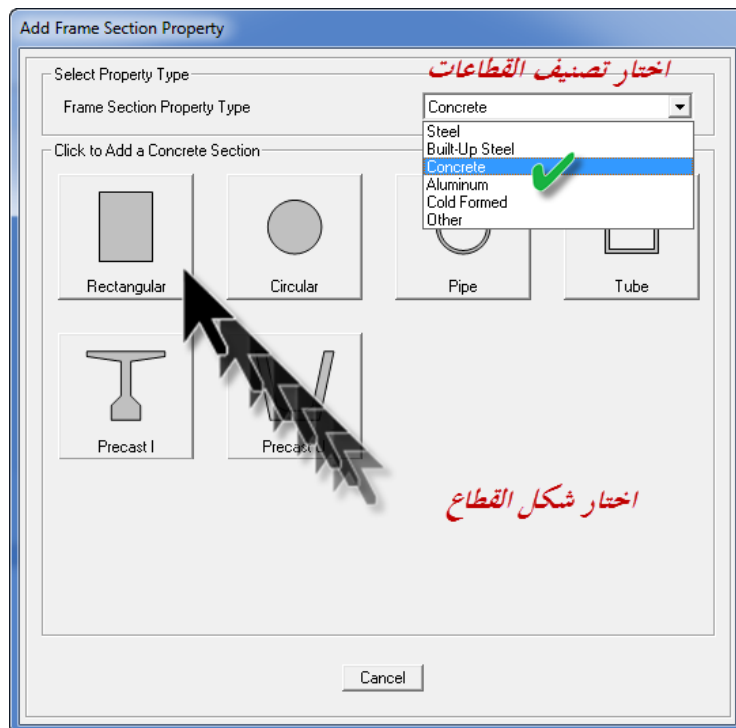 Add Frame Section Property
Select Property Type
اختار تصنيف القطاعات
Frame Section Property Type
Concrete
Steel
Built-Up Steel
Concrete
Aluminum
Cold Formed
Other
Click to Add a Concrete Section
Rectangular
Circular
Pipe
Tube
Precast I
Precast
اختار شكل القطاع
Cancel